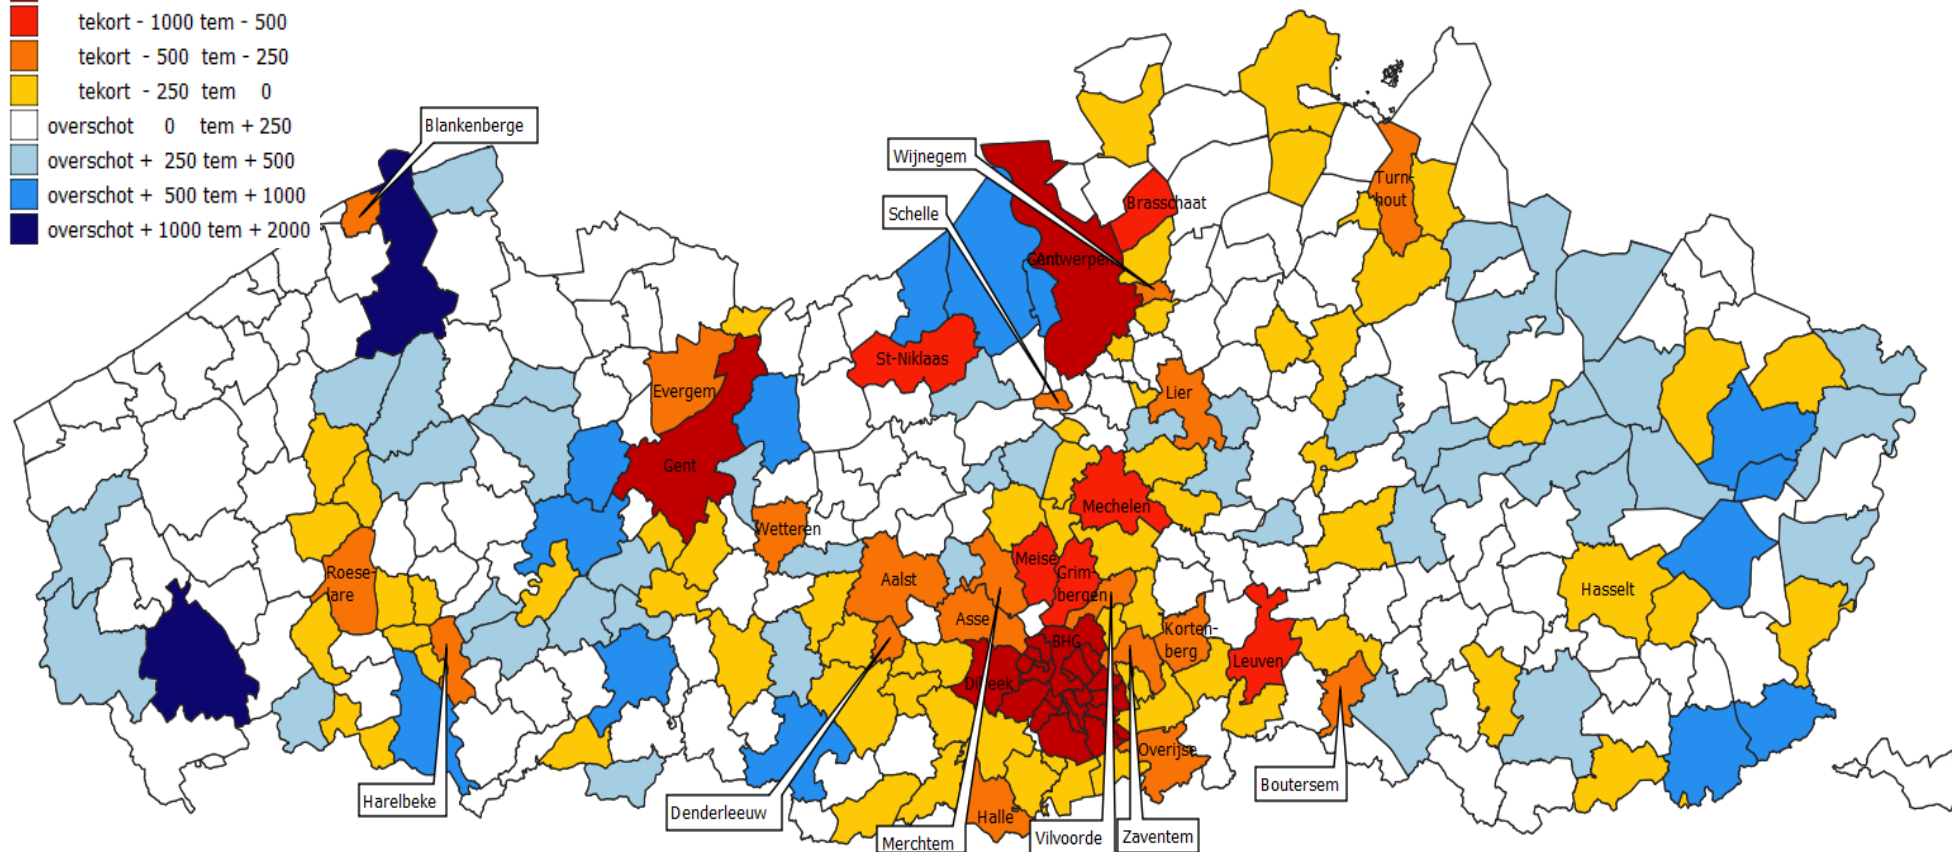 tekort - 1000 tem - 500
tekort - 500 tem - 250
tekort - 250 tem 0
overschot 0 tem + 250
overschot + 250 tem + 500
overschot + 500 tem + 1000
overschot + 1000 tem + 2000
Blankenberge
Wijnegem
Schelle
Brasschaat
Turn-
hout
Antwerpen
St-Niklaas
Evergem
Lier
Gent
Mechelen
Wetteren
Meise
Grim-
bergen
Aalst
Roese-
lare
Asse
Hasselt
Korten-
berg
BHG
Leuven
Dilbeek
Overijse
Boutersem
Harelbeke
Denderleeuw
Halle
Merchtem
Vilvoorde
Zaventem